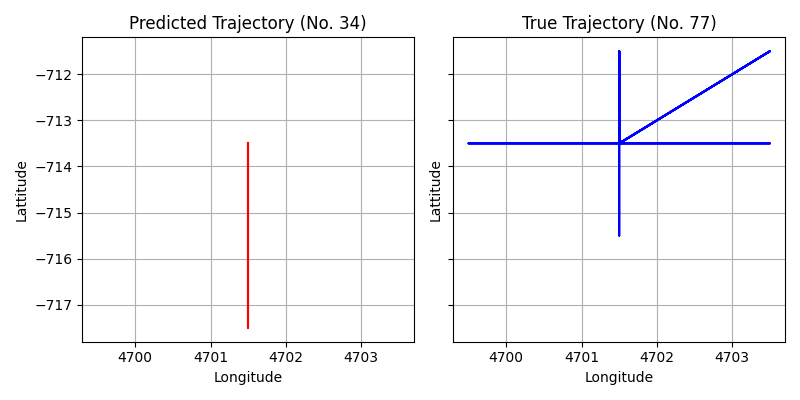 Predicted Trajectory (No. 34)
True Trajectory (No. 77)
Lattitude
−712
−713
−714
−715
−716
−717
4700
4701
4702
4703
Longitude
Lattitude
4700
4701
4702
4703
Longitude